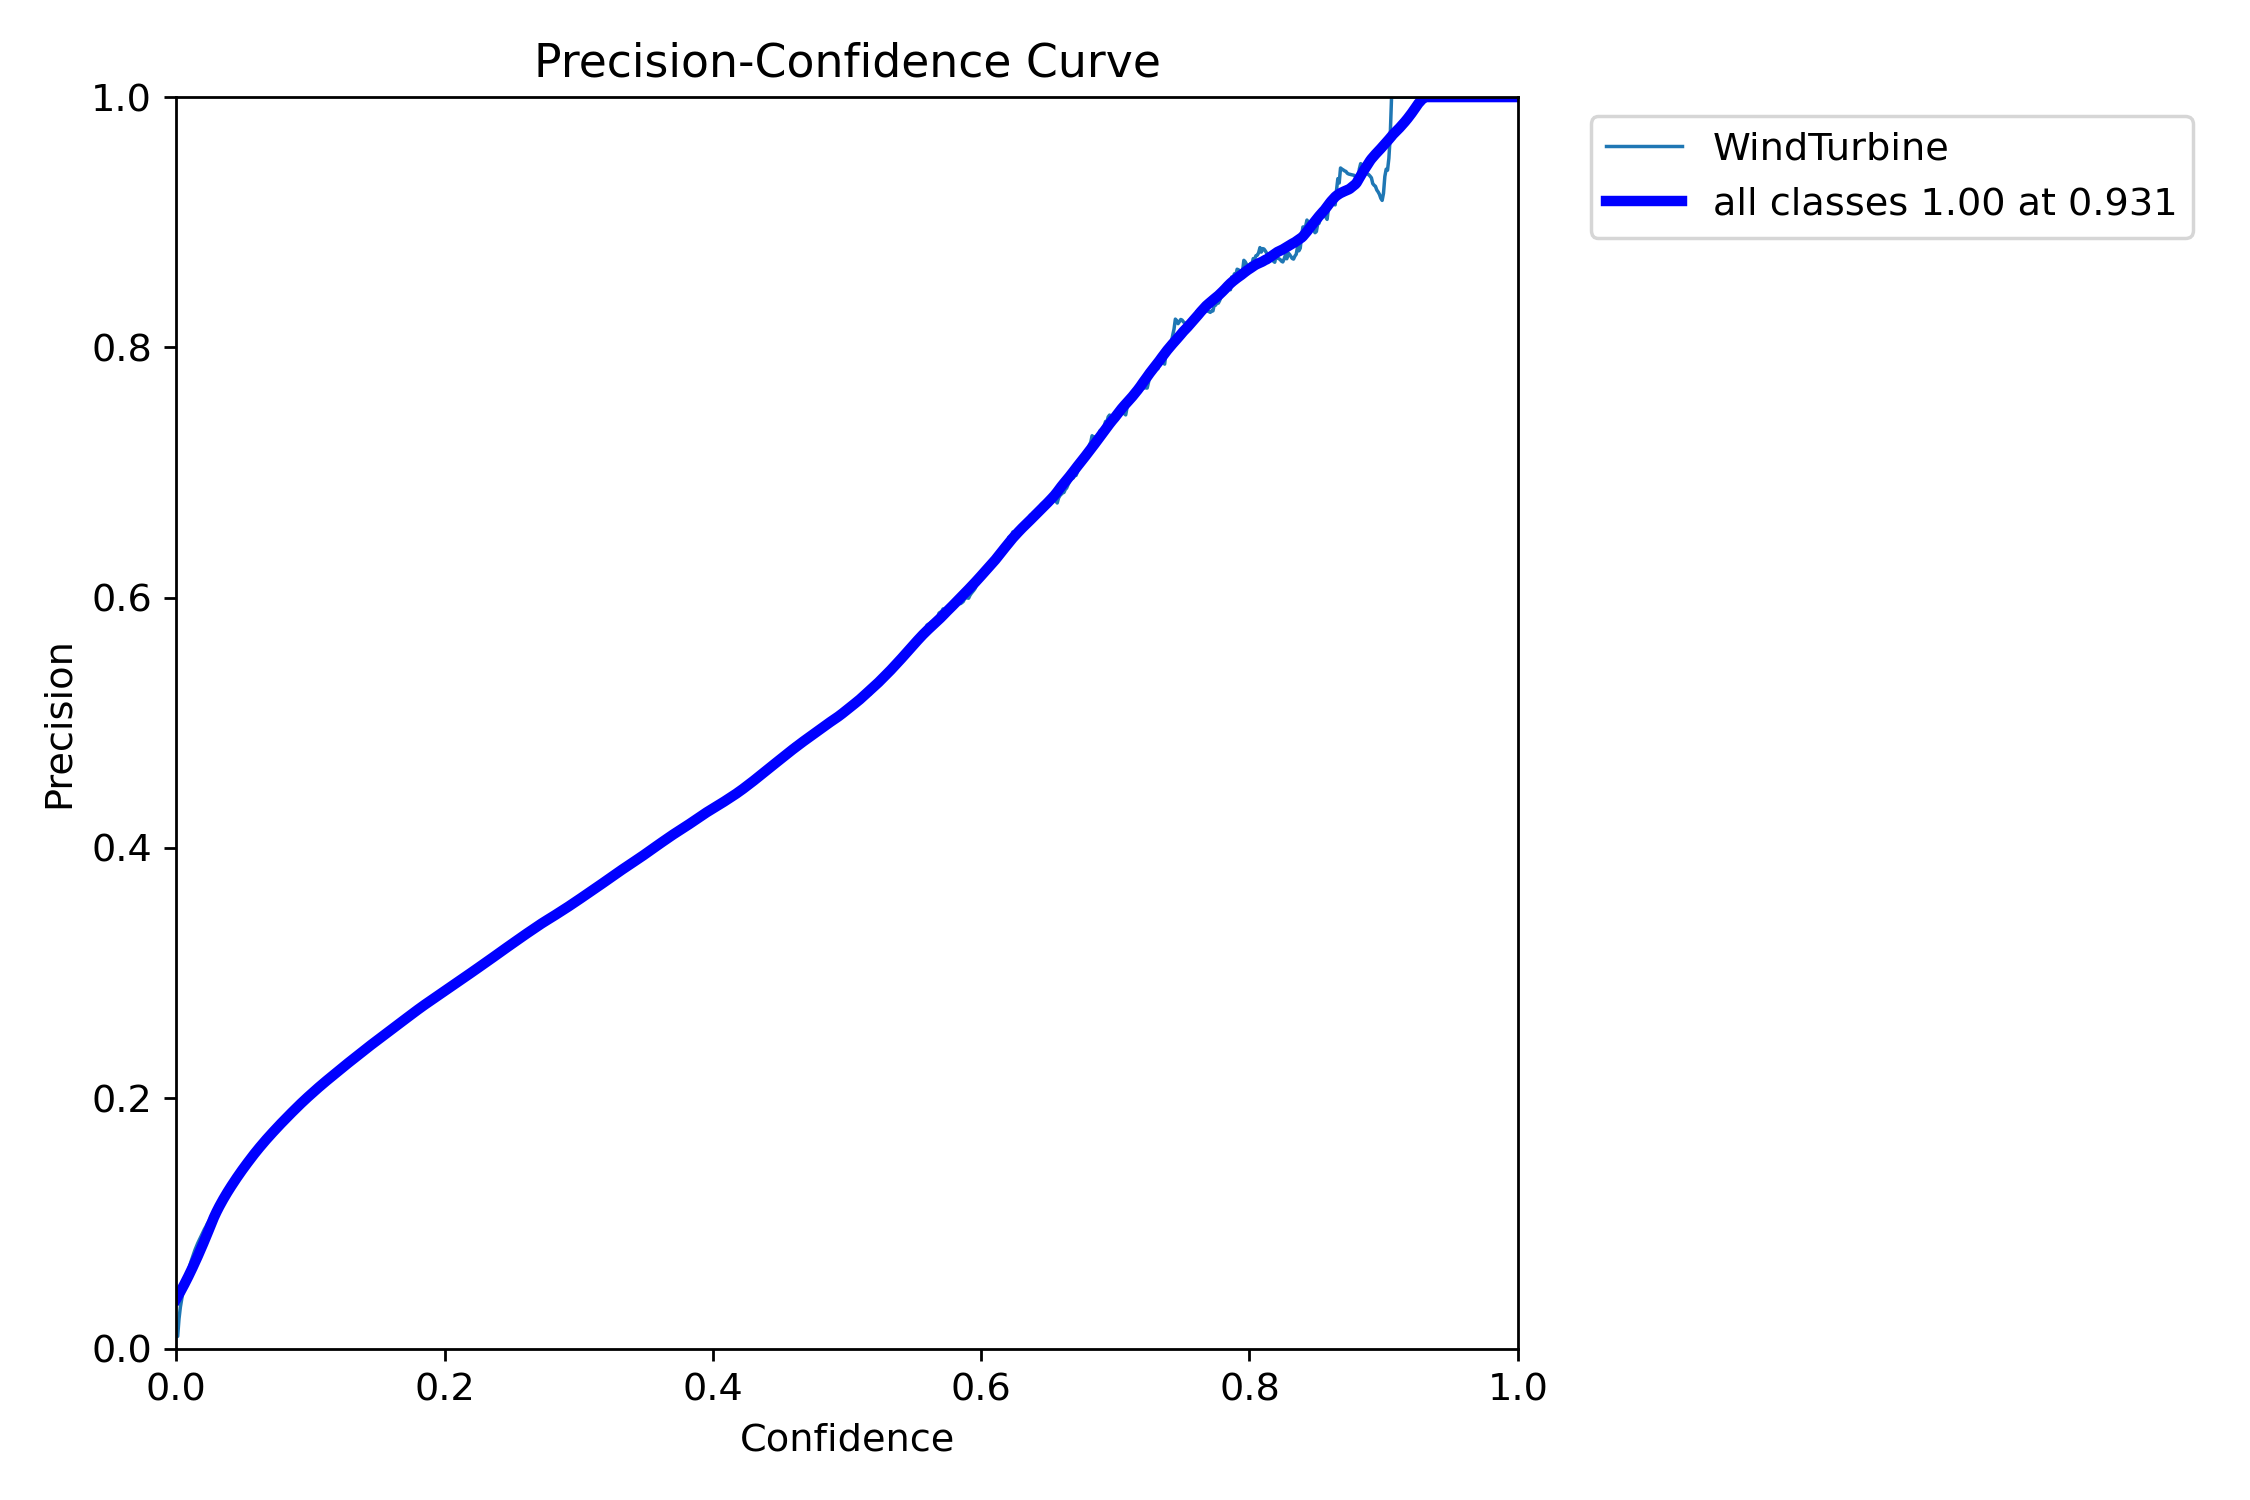 Precision-Confidence Curve
1.0
0.8
0.6
0.4
0.2
0.0
Precision
0.0 0.2 0.4 0.6 0.8 1.0
Confidence
WindTurbine
all classes 1.00 at 0.931